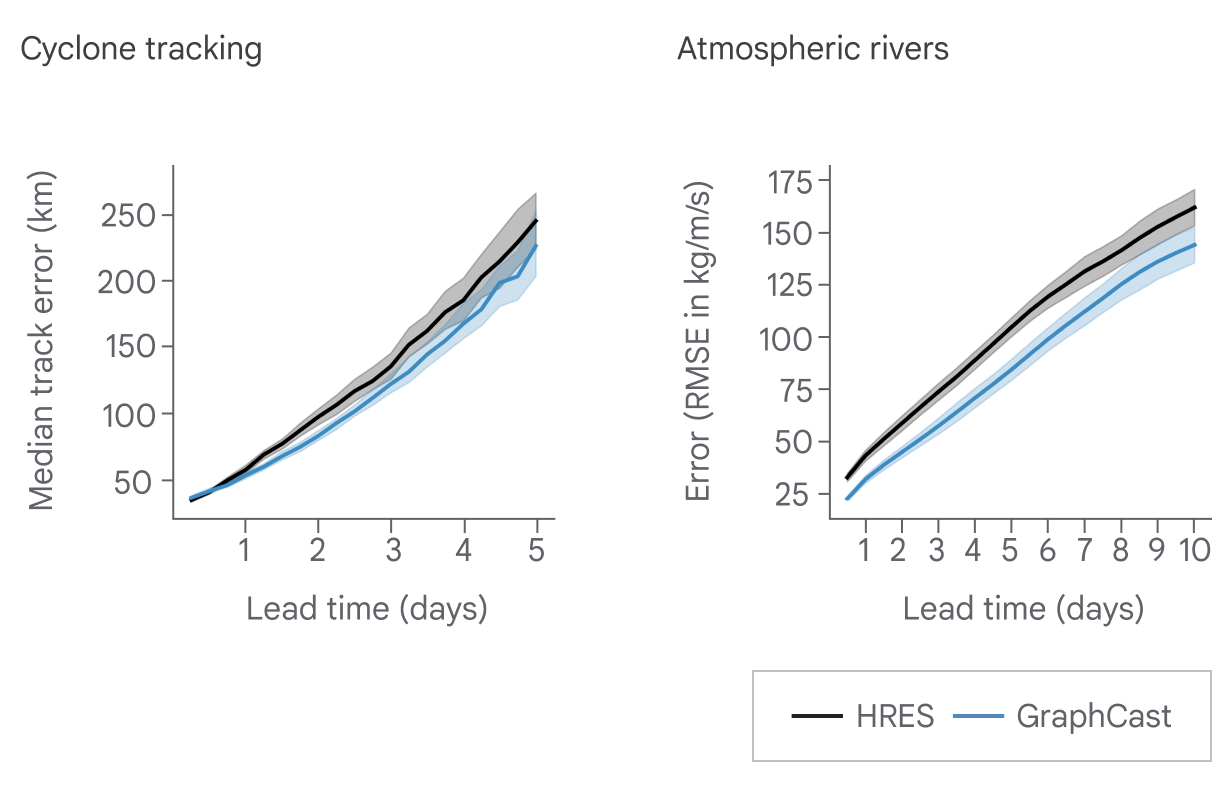 Cyclone tracking
Median track error (km)
250
200
150
100
50
1 2 3 4 5
Lead time (days)
Atmospheric rivers
Error (RMSE in kg/m/s)
175
150
125
100
75
50
25
1 2 3 4 5 6 7 8 9 10
Lead time (days)
HRES GraphCast